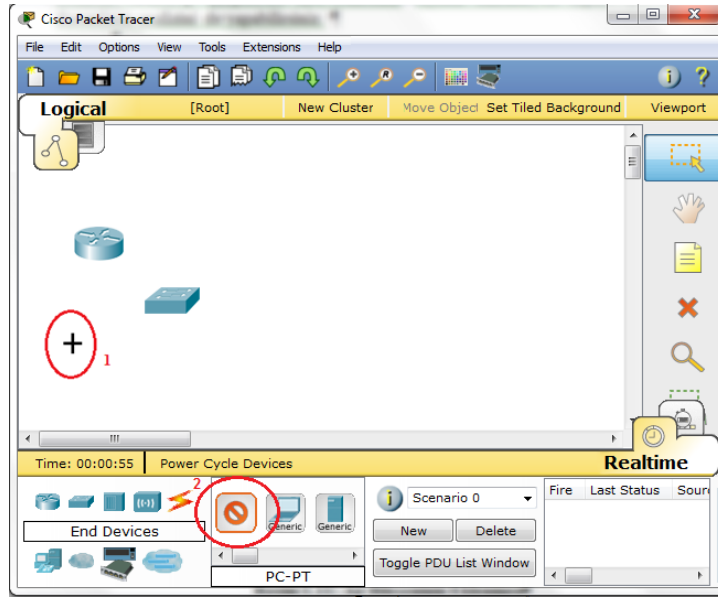 Cisco Packet Tracer
File Edit Options View Tools Extensions Help
Logical [Root] New Cluster Move Object Set Tiled Background Viewport
1
Time: 00:00:55 Power Cycle Devices Realtime
2
End Devices
Generic Generic
PC-PT
Scenario 0
New Delete
Toggle PDU List Window
Fire Last Status Sour